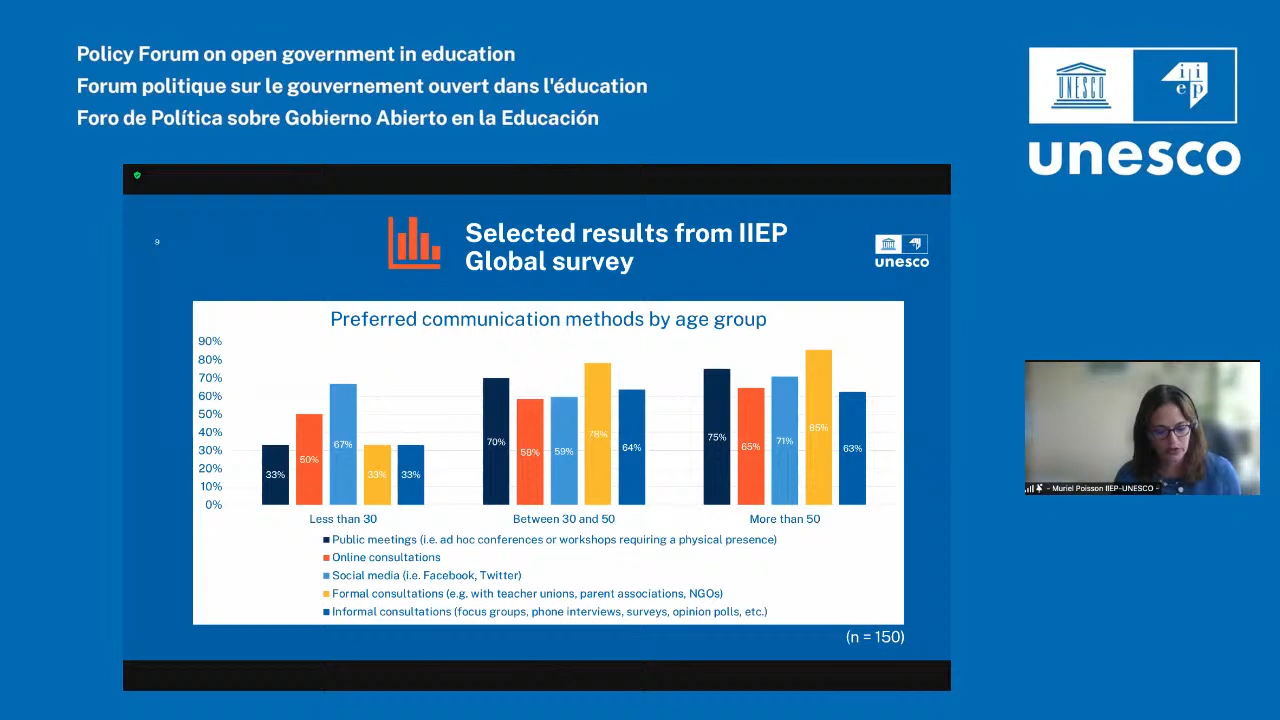 Policy Forum on open government in education
Forum politique sur le gouvernement ouvert dans l'éducation
Foro de Política sobre Gobierno Abierto en la Educación
UNESCO
i i
e p
unesco
9
Selected results from IIEP
Global survey
unesco
Preferred communication methods by age group
90%
80%
70%
60%
50%
40%
30%
20%
10%
0%
33%
50%
67%
33%
33%
70%
58%
59%
78%
64%
75%
65%
71%
85%
63%
Less than 30
Between 30 and 50
More than 50
Public meetings (i.e. ad hoc conferences or workshops requiring a physical presence)
Online consultations
Social media (i.e. Facebook, Twitter)
Formal consultations (e.g. with teacher unions, parent associations, NGOs)
Informal consultations (focus groups, phone interviews, surveys, opinion polls, etc.)
(n = 150)
- Muriel Poisson IIEP-UNESCO -